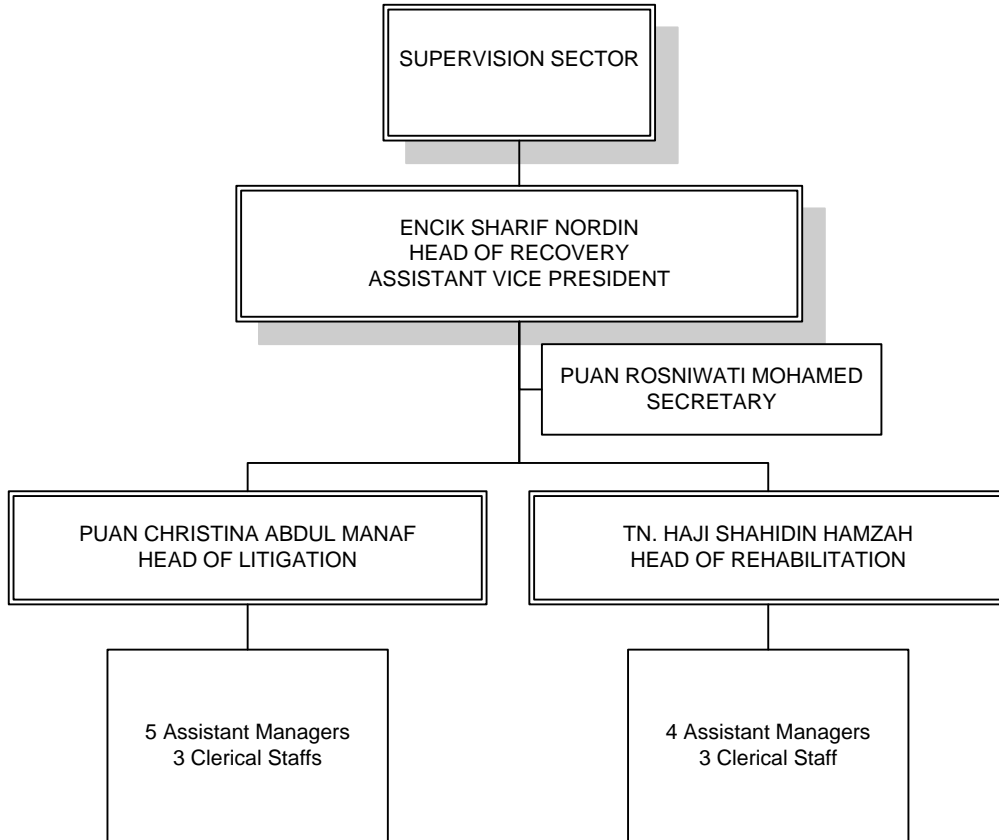 SUPERVISION SECTOR
ENCIK SHARIF NORDIN
HEAD OF RECOVERY
ASSISTANT VICE PRESIDENT
PUAN ROSNIWATI MOHAMED
SECRETARY
PUAN CHRISTINA ABDUL MANAF
HEAD OF LITIGATION
TN. HAJI SHAHIDIN HAMZAH
HEAD OF REHABILITATION
5 Assistant Managers
3 Clerical Staffs
4 Assistant Managers
3 Clerical Staff